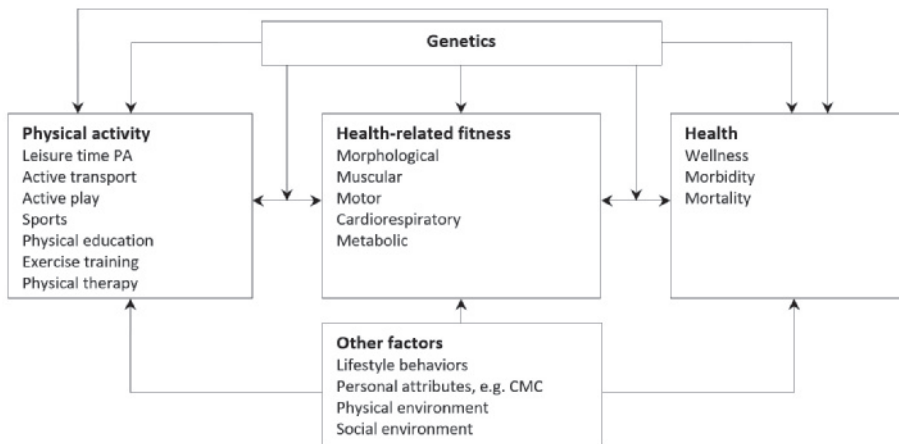 Genetics
Physical activity
Leisure time PA
Active transport
Active play
Sports
Physical education
Exercise training
Physical therapy
Health-related fitness
Morphological
Muscular
Motor
Cardiorespiratory
Metabolic
Health
Wellness
Morbidity
Mortality
Other factors
Lifestyle behaviors
Personal attributes, e.g. CMC
Physical environment
Social environment